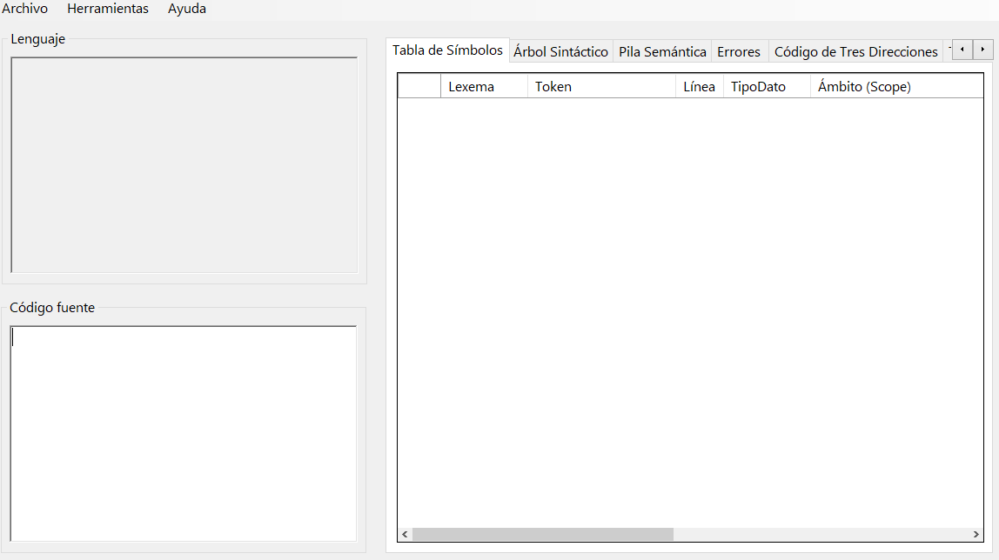 Archivo Herramientas Ayuda
Lenguaje
Código fuente
Tabla de Símbolos Árbol Sintáctico Pila Semántica Errores Código de Tres Direcciones
Lexema Token Línea TipoDato Ámbito (Scope)